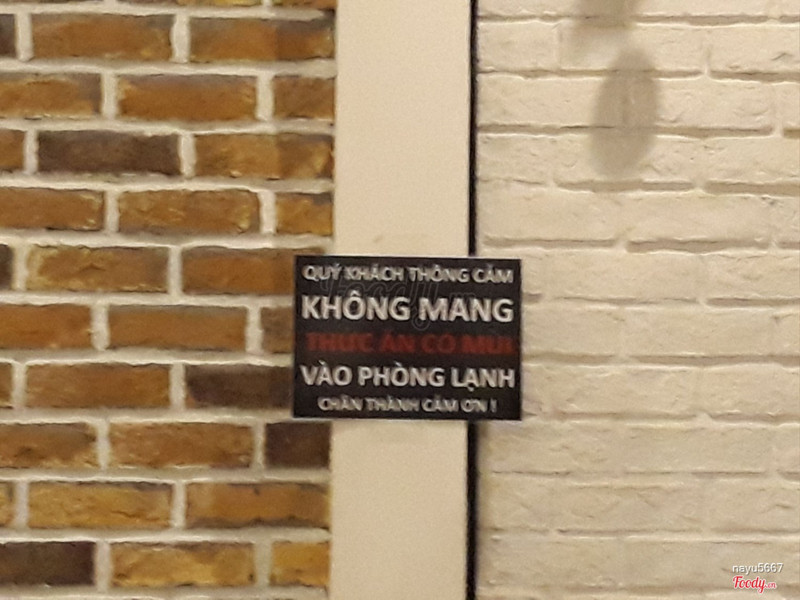 QUÝ KHÁCH THÔNG CẢM
KHÔNG MANG
THỨC ĂN CÓ MÙI
VÀO PHÒNG LẠNH
CHÂN THÀNH CẢM ƠN !
nayu5667
Foody.vn